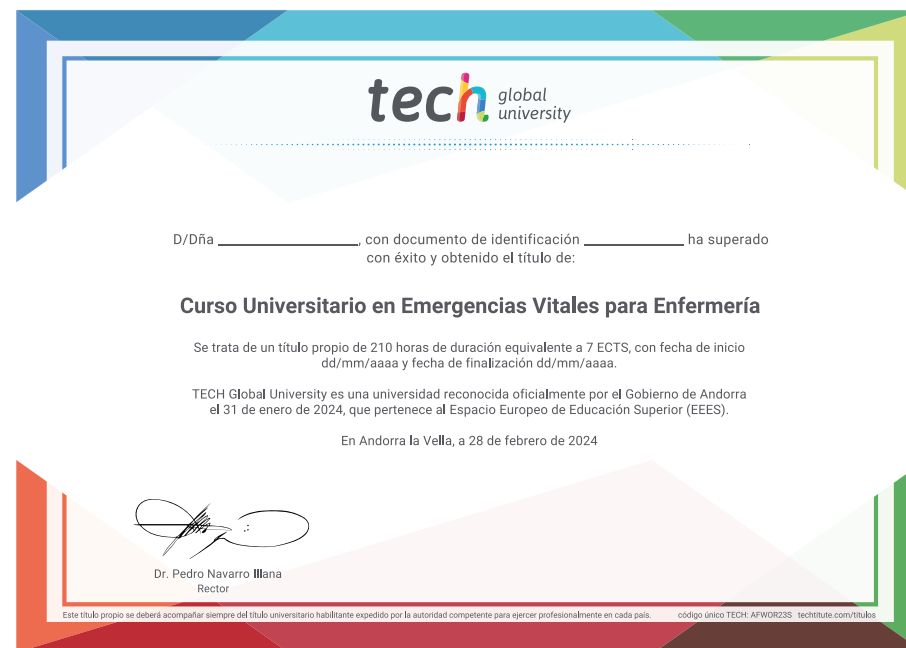 tech global university
D/Dña ____________________, con documento de identificación ______________ ha superado
con éxito y obtenido el título de:
Curso Universitario en Emergencias Vitales para Enfermería
Se trata de un título propio de 210 horas de duración equivalente a 7 ECTS, con fecha de inicio
dd/mm/aaaa y fecha de finalización dd/mm/aaaa.
TECH Global University es una universidad reconocida oficialmente por el Gobierno de Andorra
el 31 de enero de 2024, que pertenece al Espacio Europeo de Educación Superior (EEES).
En Andorra la Vella, a 28 de febrero de 2024
Dr. Pedro Navarro Illana
Rector
Este título propio se deberá acompañar siempre del título universitario habilitante expedido por la autoridad competente para ejercer profesionalmente en cada país. código único TECH: AFWOR23S techtitute.com/titulos